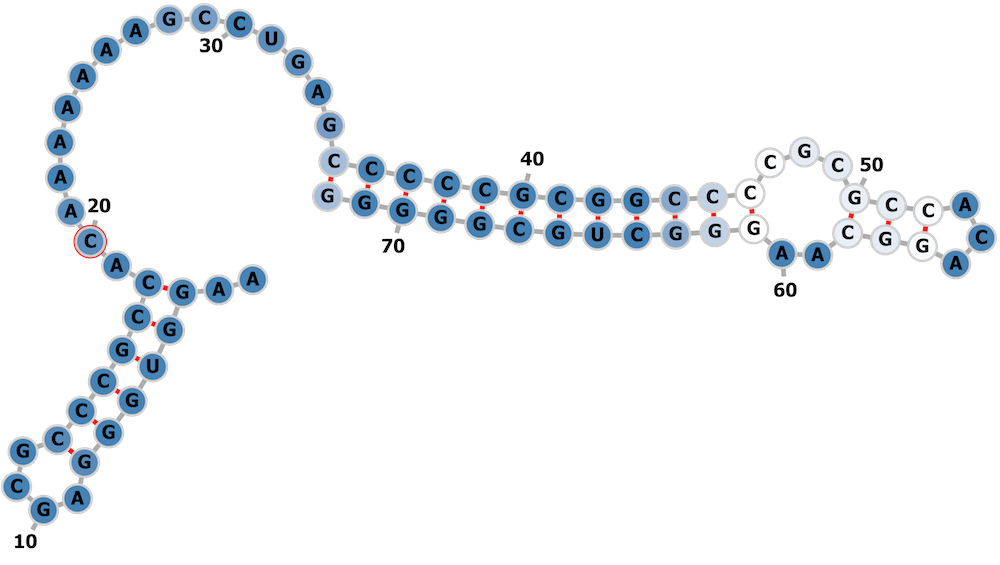 A A G G U G G G A G
10
C G C C C G C C A C
20
A A A A A A A G C C
30
U G A G C C C C C G
40
C G G C C C C G C G
50
C C A C A G G C A A
60
G G G C U G C G G G
70
G G